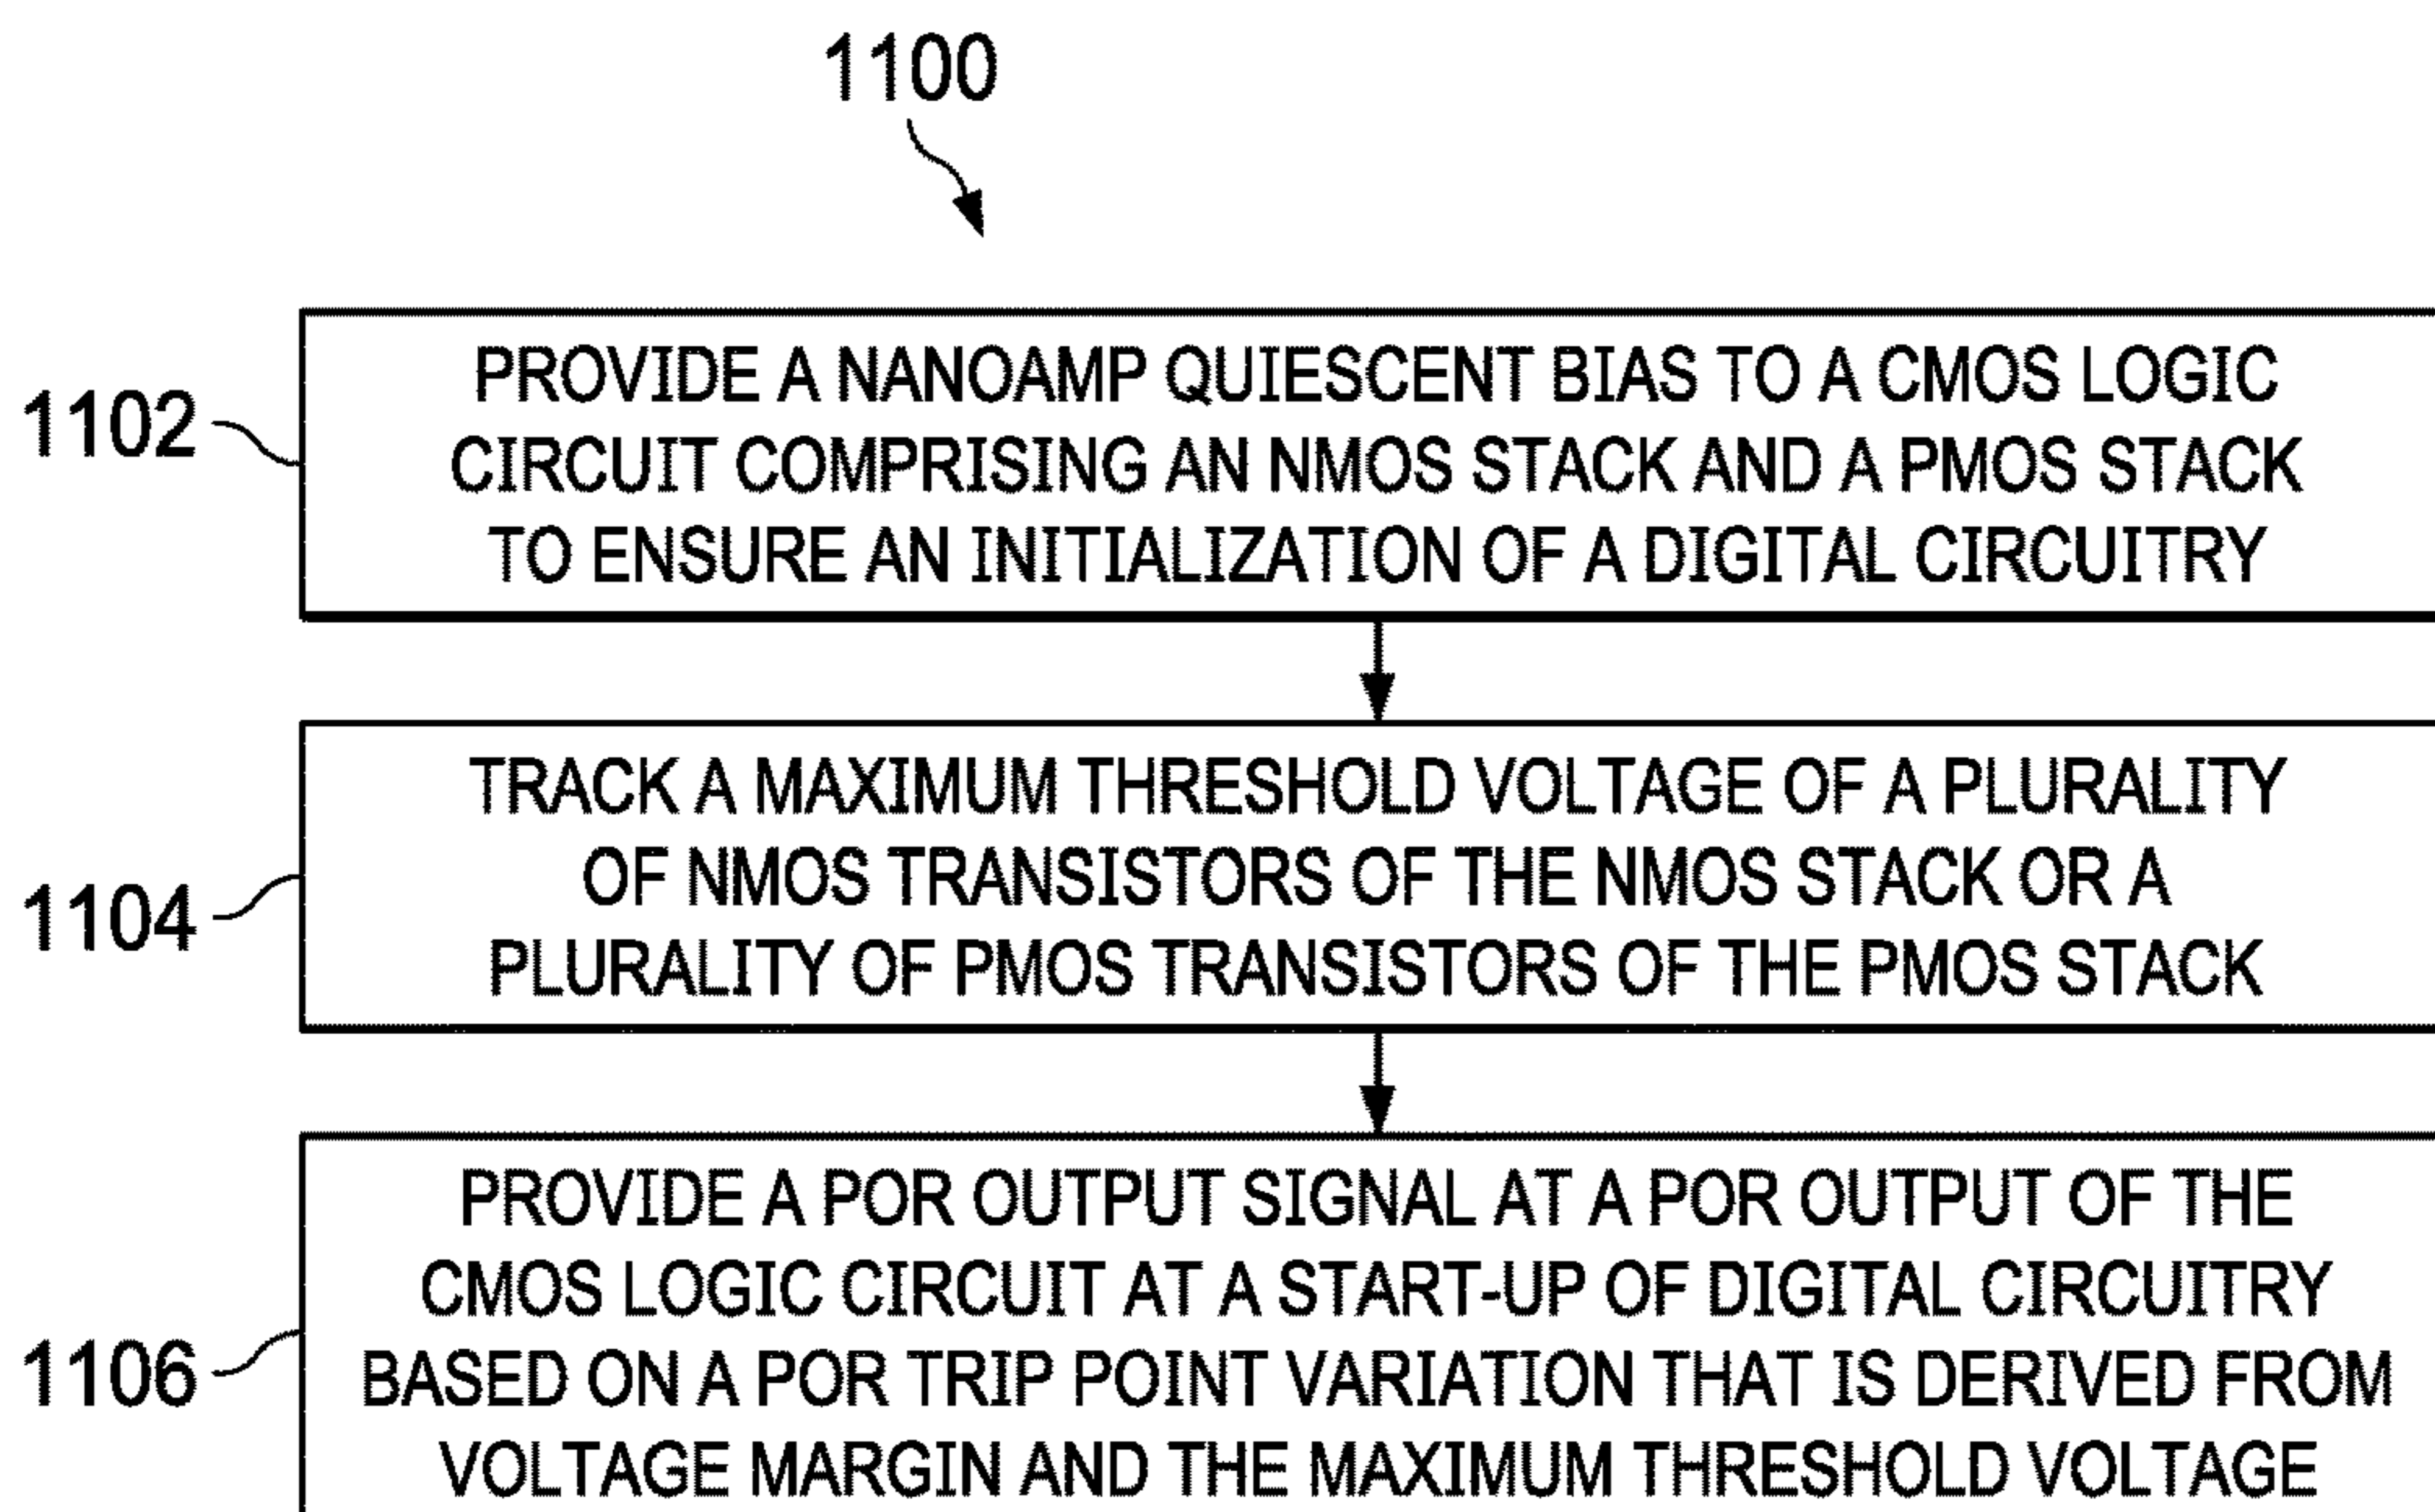 1100
1102
PROVIDE A NANOAMP QUIESCENT BIAS TO A CMOS LOGIC
CIRCUIT COMPRISING AN NMOS STACK AND A PMOS STACK
TO ENSURE AN INITIALIZATION OF A DIGITAL CIRCUITRY
1104
TRACK A MAXIMUM THRESHOLD VOLTAGE OF A PLURALITY
OF NMOS TRANSISTORS OF THE NMOS STACK OR A
PLURALITY OF PMOS TRANSISTORS OF THE PMOS STACK
1106
PROVIDE A POR OUTPUT SIGNAL AT A POR OUTPUT OF THE
CMOS LOGIC CIRCUIT AT A START-UP OF DIGITAL CIRCUITRY
BASED ON A POR TRIP POINT VARIATION THAT IS DERIVED FROM
VOLTAGE MARGIN AND THE MAXIMUM THRESHOLD VOLTAGE